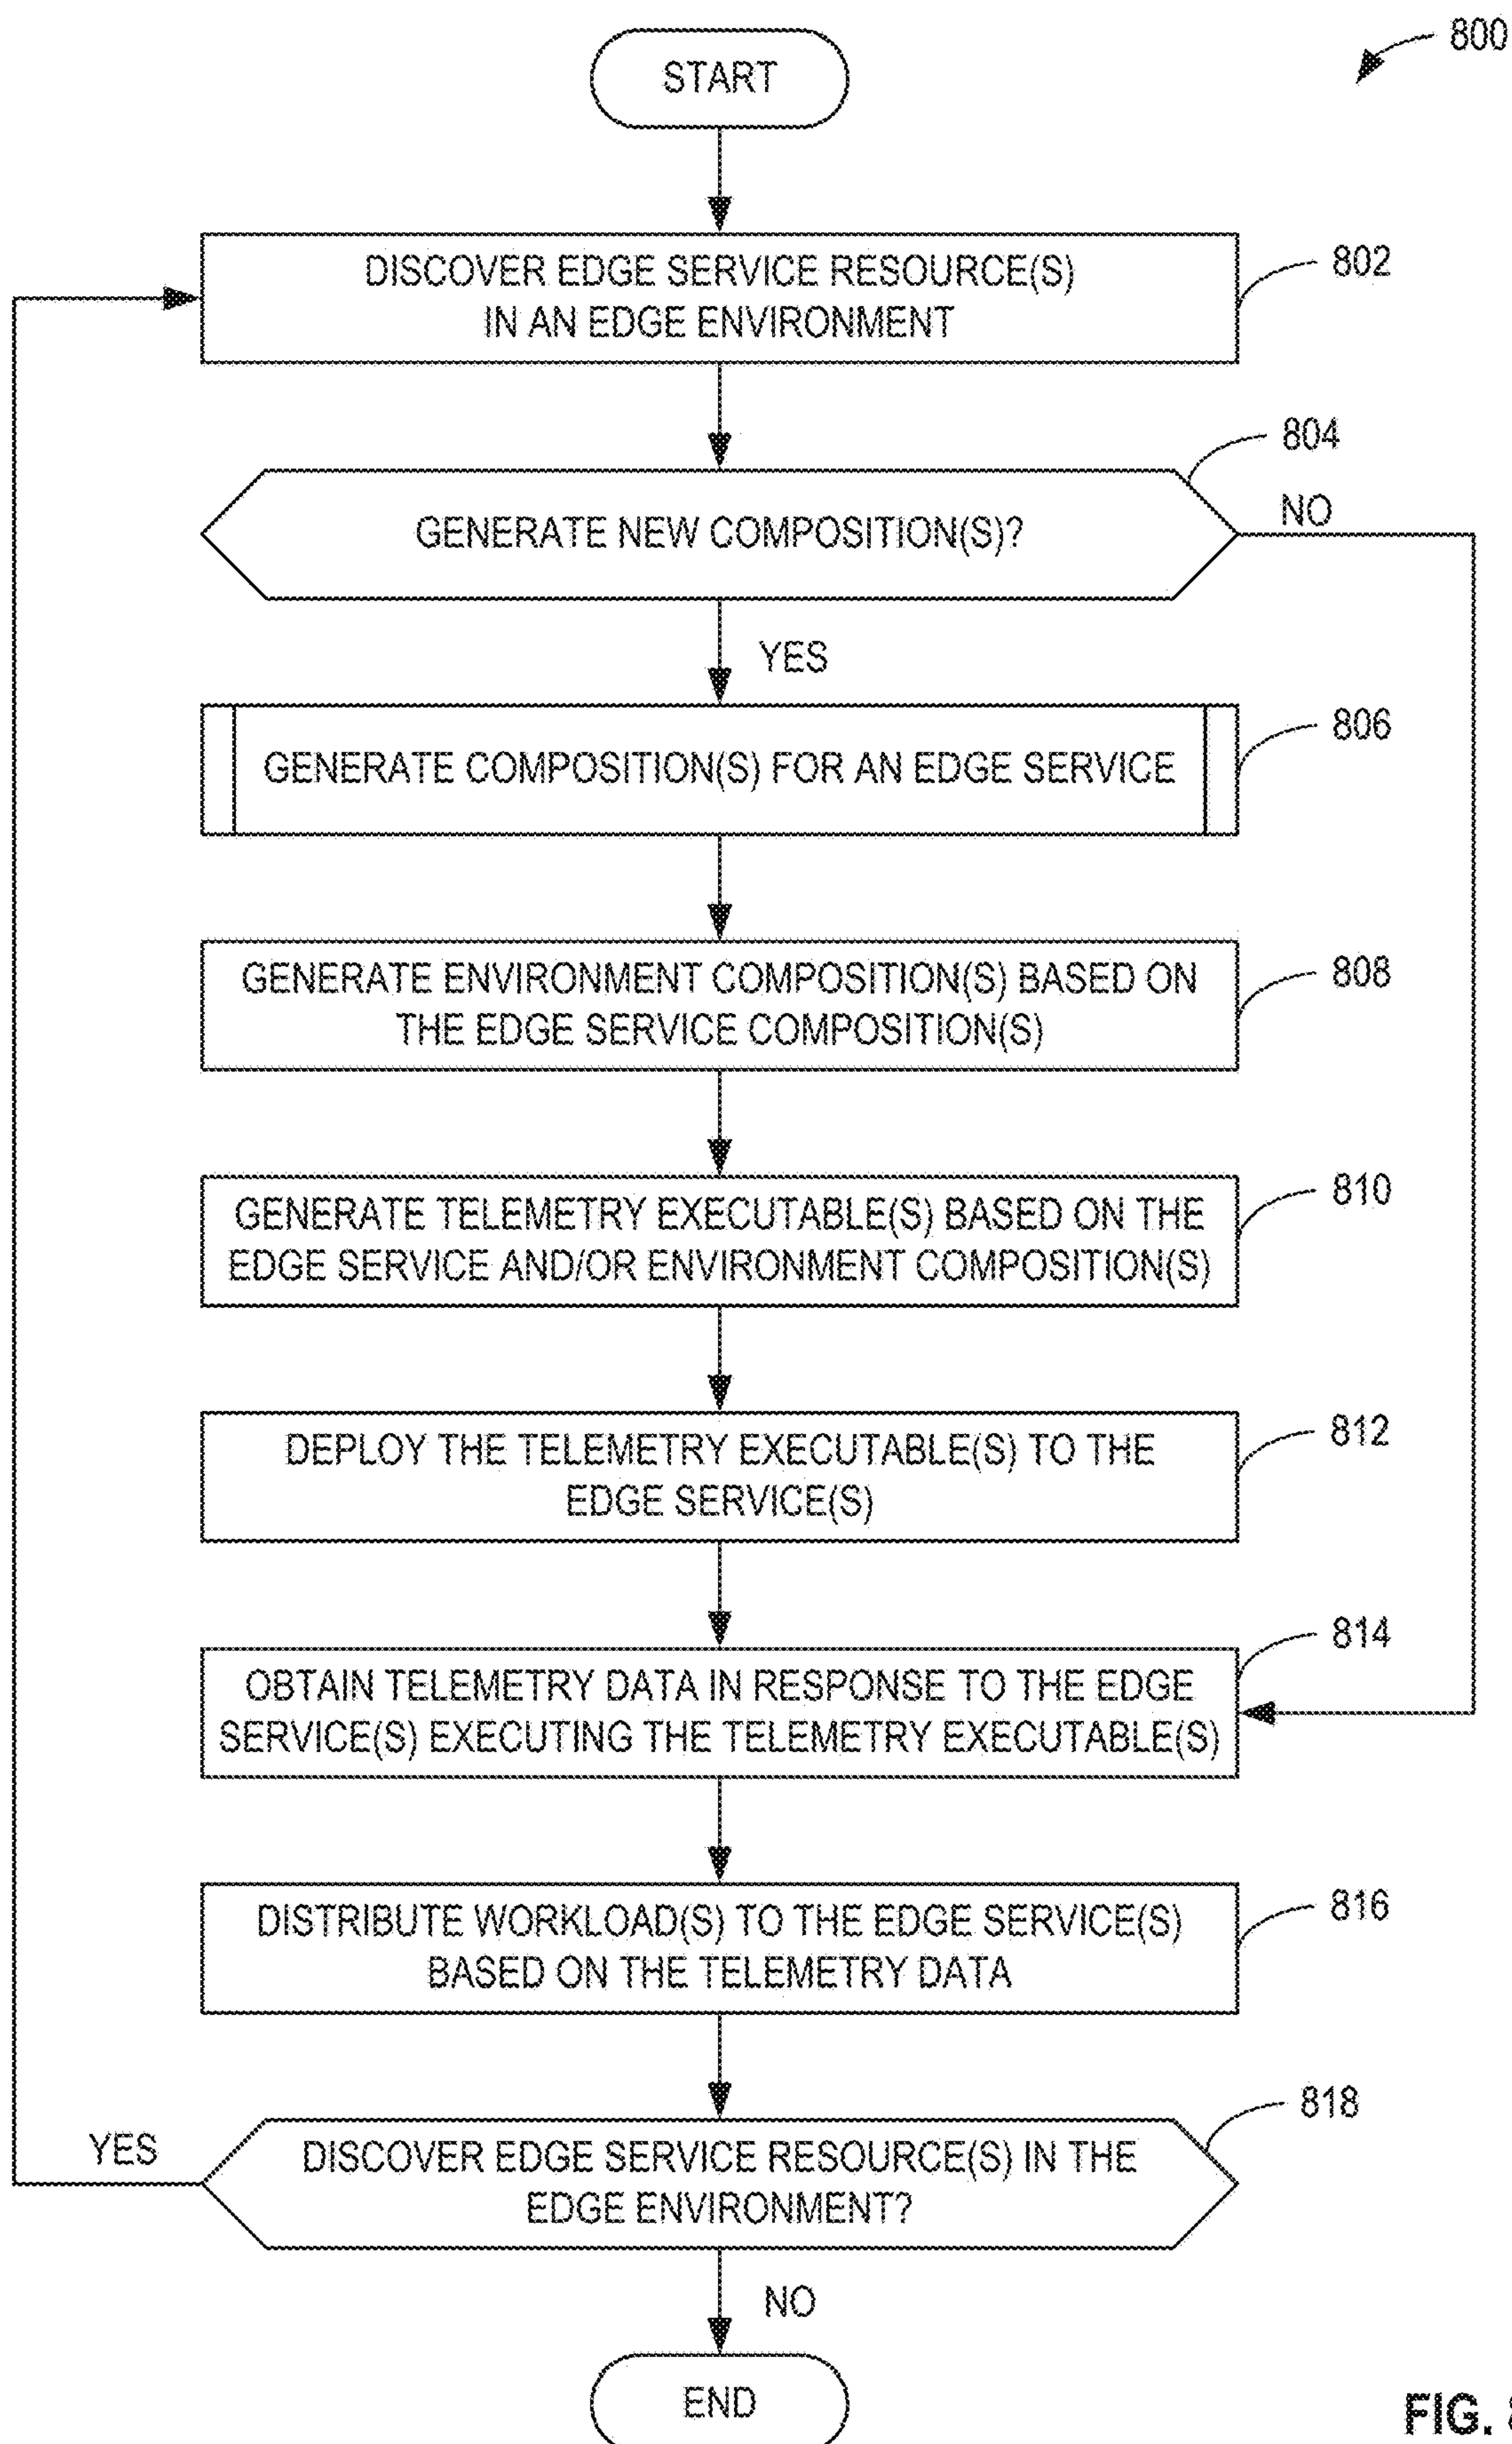 800
START
DISCOVER EDGE SERVICE RESOURCE(S)
IN AN EDGE ENVIRONMENT
802
804
GENERATE NEW COMPOSITION(S)?
NO
YES
GENERATE COMPOSITION(S) FOR AN EDGE SERVICE
806
GENERATE ENVIRONMENT COMPOSITION(S) BASED ON
THE EDGE SERVICE COMPOSITION(S)
808
GENERATE TELEMETRY EXECUTABLE(S) BASED ON THE
EDGE SERVICE AND/OR ENVIRONMENT COMPOSITION(S)
810
DEPLOY THE TELEMETRY EXECUTABLE(S) TO THE
EDGE SERVICE(S)
812
814
OBTAIN TELEMETRY DATA IN RESPONSE TO THE EDGE
SERVICE(S) EXECUTING THE TELEMETRY EXECUTABLE(S)
DISTRIBUTE WORKLOAD(S) TO THE EDGE SERVICE(S)
BASED ON THE TELEMETRY DATA
816
818
YES
DISCOVER EDGE SERVICE RESOURCE(S) IN THE
EDGE ENVIRONMENT?
NO
END
FIG.